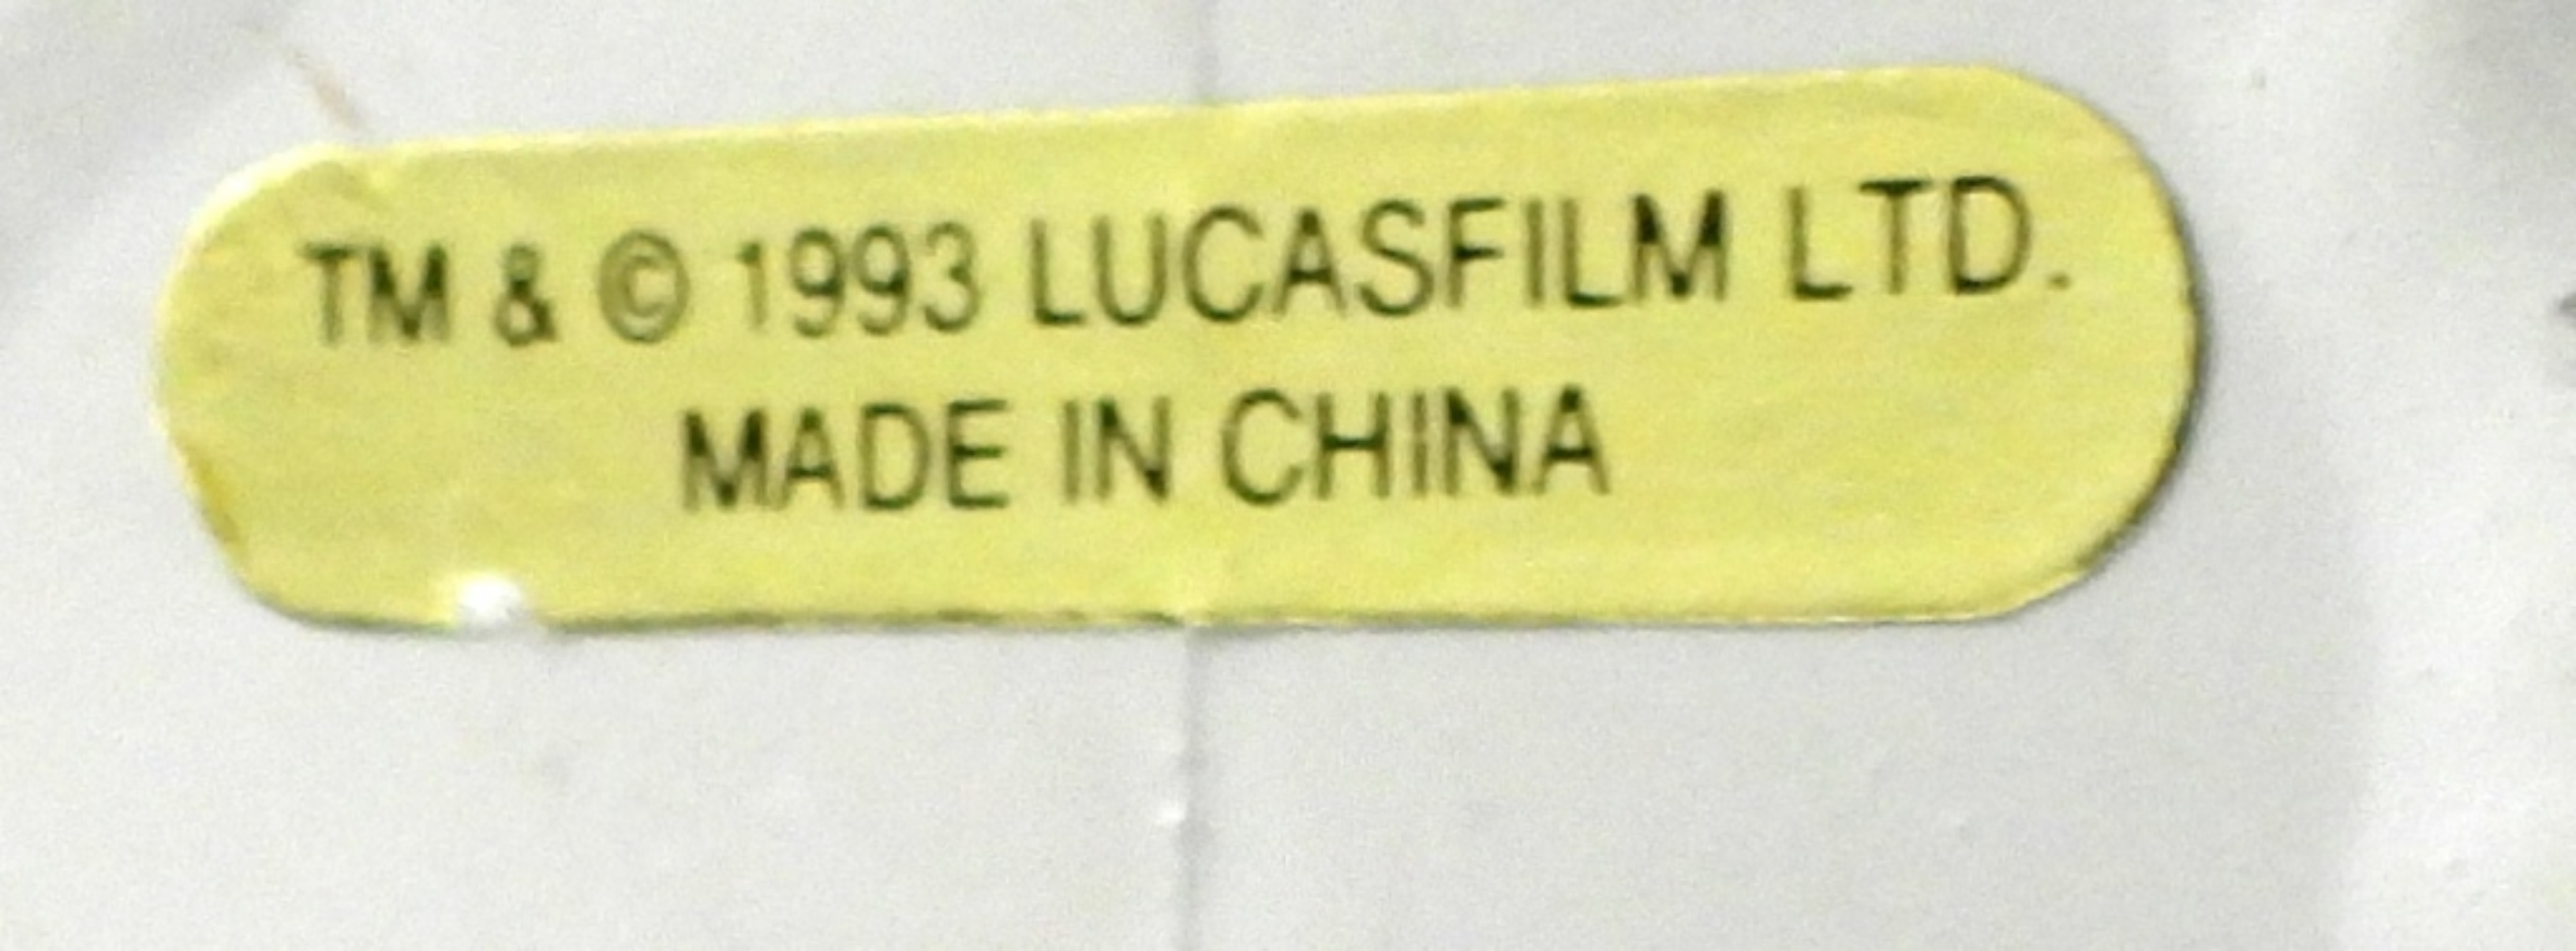 TM & © 1993 LUCASFILM LTD.
MADE IN CHINA